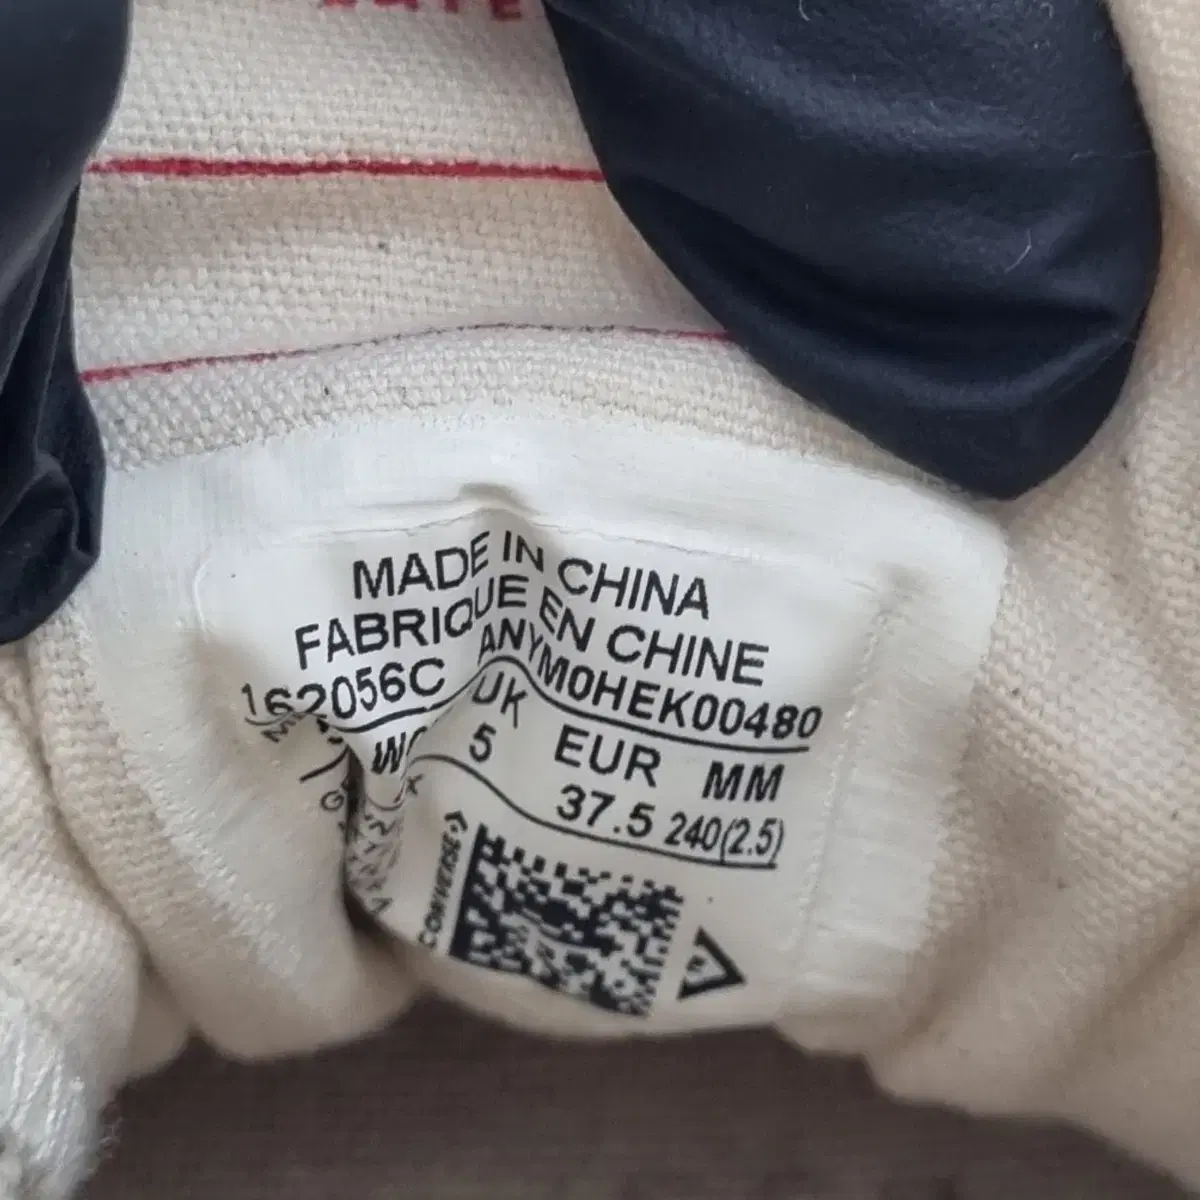 MADE IN CHINA
FABRIQUE EN CHINE
162056C ANYM0HEK00480
UK EUR MM
5 37.5 240(2.5)
CONVERSE